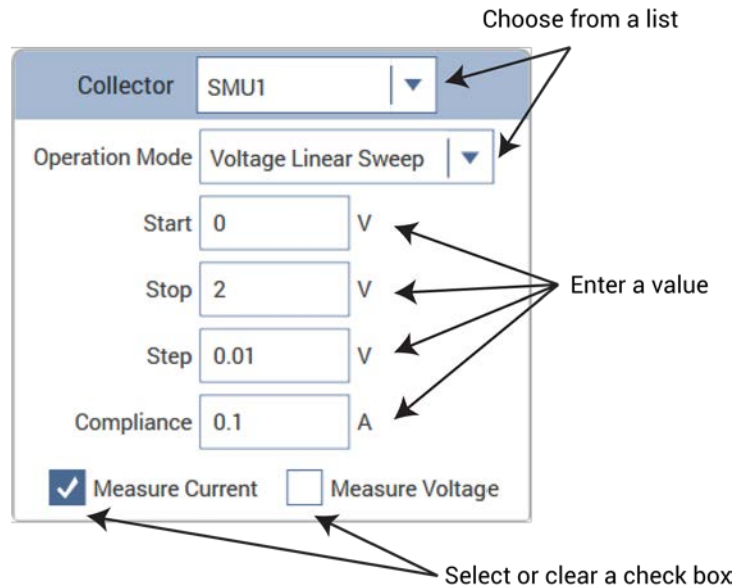 Choose from a list
Collector SMU1
Operation Mode Voltage Linear Sweep
Start 0 V
Stop 2 V
Enter a value
Step 0.01 V
Compliance 0.1 A
Measure Current Measure Voltage
Select or clear a check box